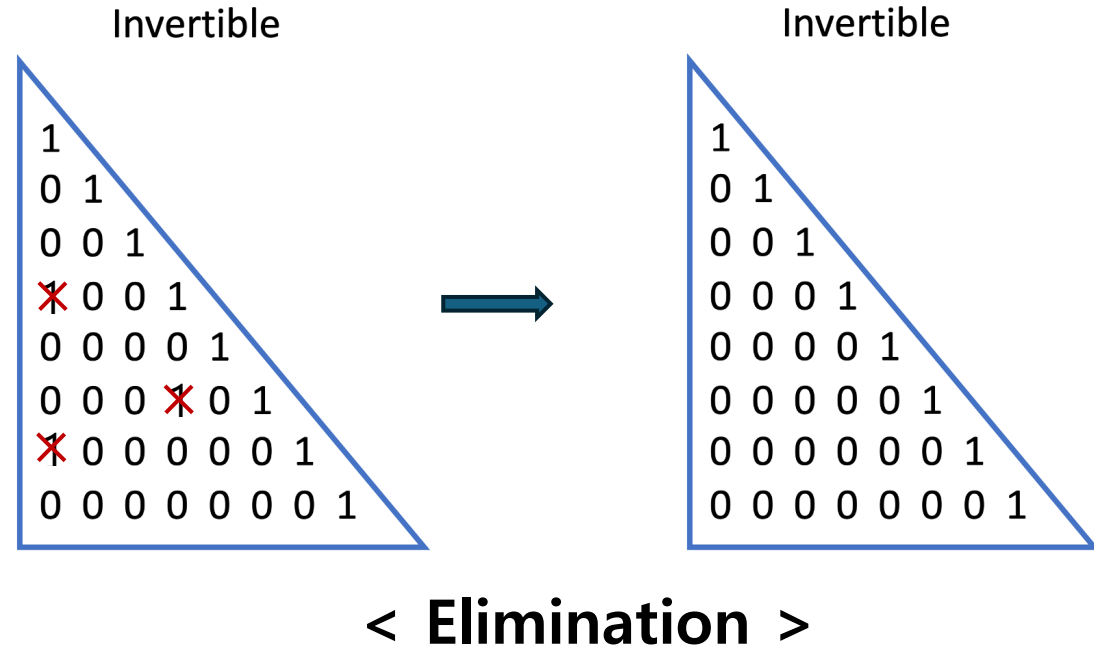 Invertible
1
0 1
0 0 1
1 0 0 1
0 0 0 0 1
0 0 0 1 0 1
1 0 0 0 0 0 1
0 0 0 0 0 0 0 1
Invertible
1
0 1
0 0 1
0 0 0 1
0 0 0 0 1
0 0 0 0 0 1
0 0 0 0 0 0 1
0 0 0 0 0 0 0 1
< Elimination >